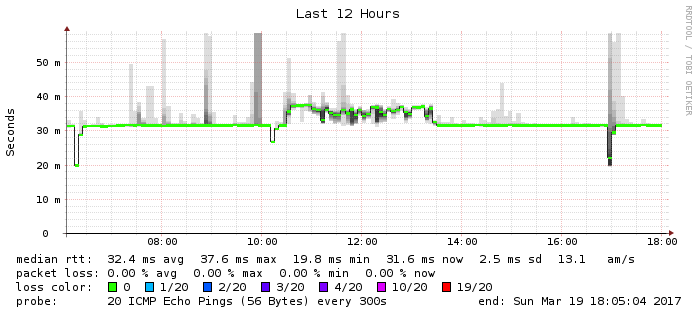 Last 12 Hours
RRDTOOL / TOBI OETIKER
Seconds
50 m
40 m
30 m
20 m
10 m
0
08:00 10:00 12:00 14:00 16:00 18:00
median rtt: 32.4 ms avg 37.6 ms max 19.8 ms min 31.6 ms now 2.5 ms sd 13.1 am/s
packet loss: 0.00 % avg 0.00 % max 0.00 % min 0.00 % now
loss color: 0 1/20 2/20 3/20 4/20 10/20 19/20
probe: 20 ICMP Echo Pings (56 Bytes) every 300s end: Sun Mar 19 18:05:04 2017